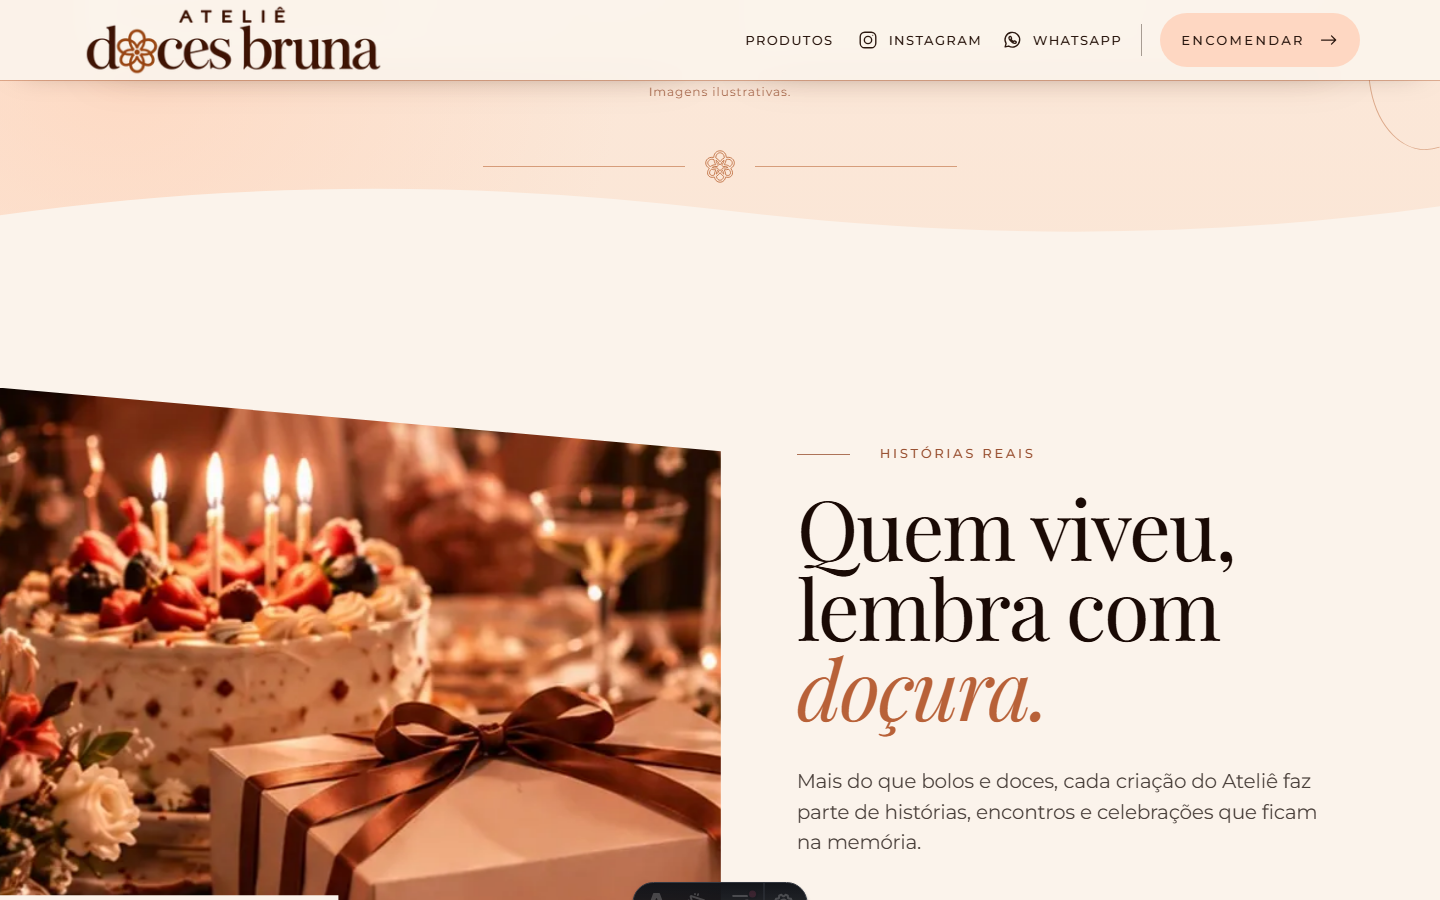 ATELIÊ
doces bruna
PRODUTOS
INSTAGRAM
WHATSAPP
ENCOMENDAR
Imagens ilustrativas.
HISTÓRIAS REAIS
Quem viveu,
lembra com
doçura.
Mais do que bolos e doces, cada criação do Ateliê faz
parte de histórias, encontros e celebrações que ficam
na memória.